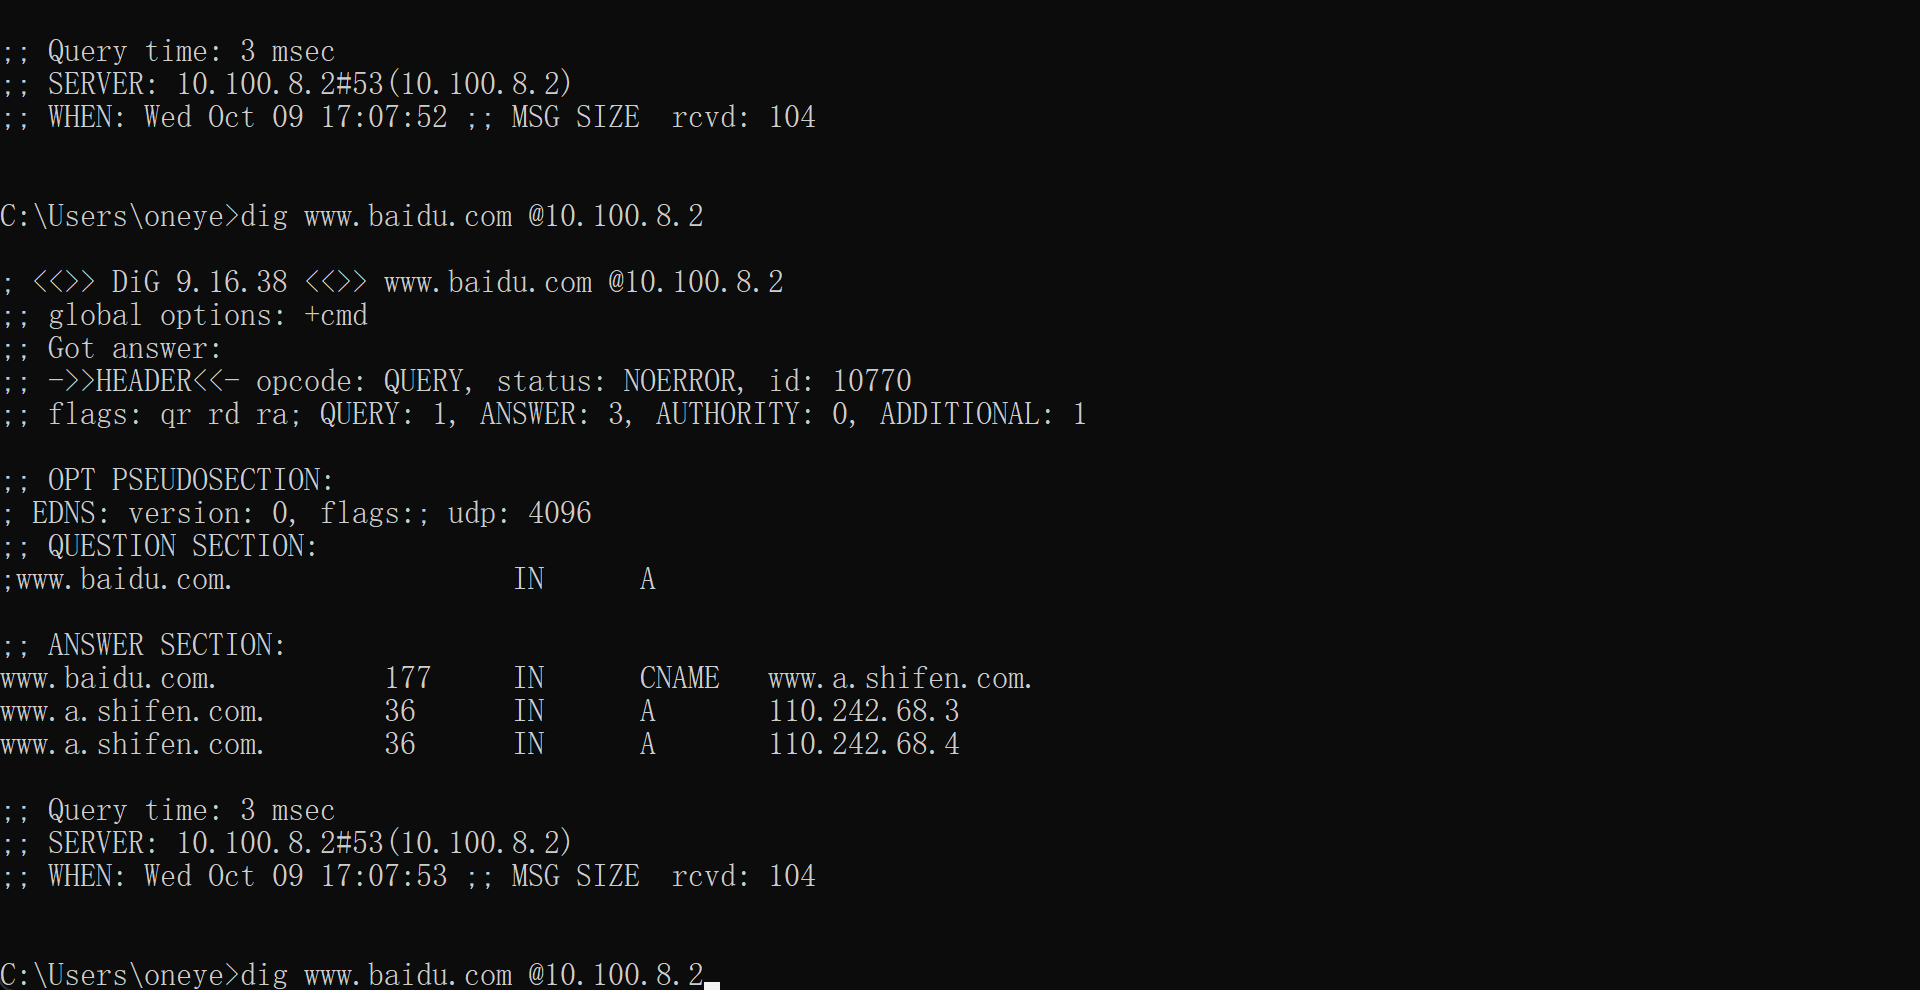 ;; Query time: 3 msec
;; SERVER: 10.100.8.2#53(10.100.8.2)
;; WHEN: Wed Oct 09 17:07:52 ;; MSG SIZE  rcvd: 104
C:\Users\oneye>dig www.baidu.com @10.100.8.2
; <<>> DiG 9.16.38 <<>> www.baidu.com @10.100.8.2
;; global options: +cmd
;; Got answer:
;; ->>HEADER<<- opcode: QUERY, status: NOERROR, id: 10770
;; flags: qr rd ra; QUERY: 1, ANSWER: 3, AUTHORITY: 0, ADDITIONAL: 1
;; OPT PSEUDOSECTION:
; EDNS: version: 0, flags:; udp: 4096
;; QUESTION SECTION:
;www.baidu.com.                  IN      A
;; ANSWER SECTION:
www.baidu.com.          177     IN      CNAME   www.a.shifen.com.
www.a.shifen.com.       36      IN      A       110.242.68.3
www.a.shifen.com.       36      IN      A       110.242.68.4
;; Query time: 3 msec
;; SERVER: 10.100.8.2#53(10.100.8.2)
;; WHEN: Wed Oct 09 17:07:53 ;; MSG SIZE  rcvd: 104
C:\Users\oneye>dig www.baidu.com @10.100.8.2